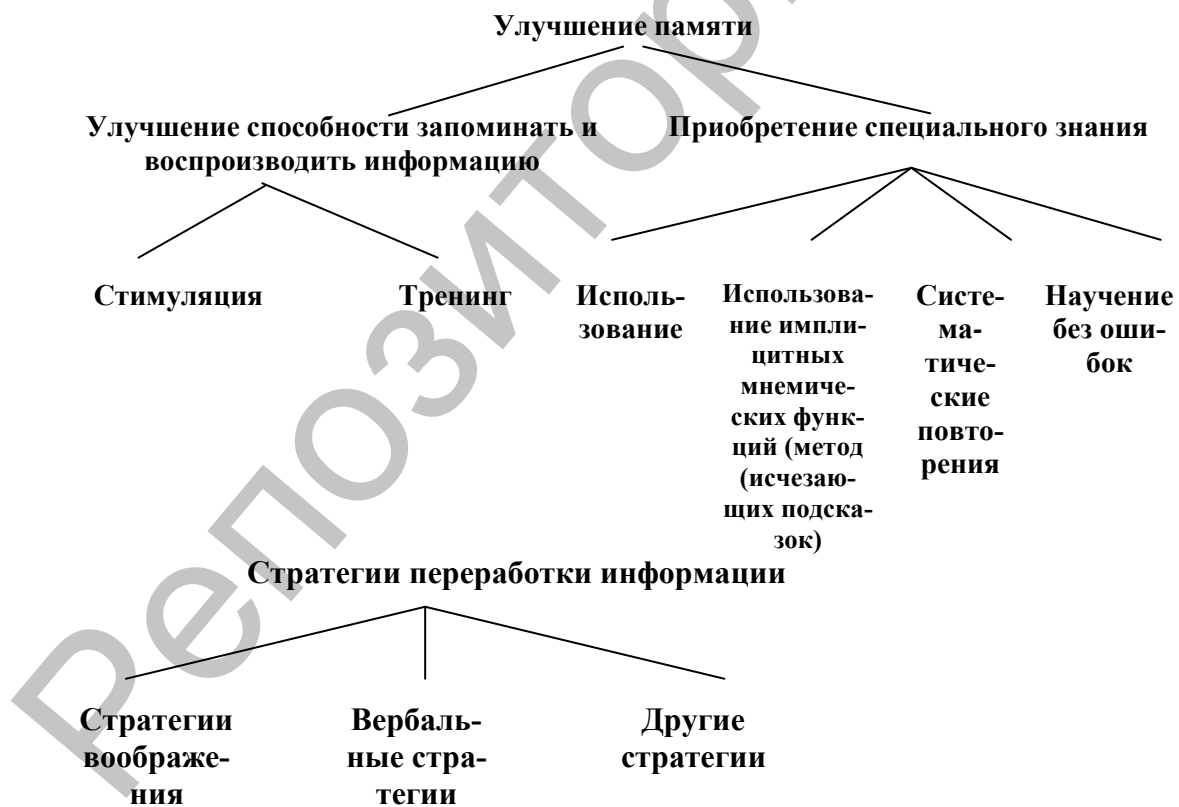 Улучшение памяти
Улучшение способности запоминать и
воспроизводить информацию
Приобретение специального знания
Стимуляция
Тренинг
Исполь-
зование
Использова-
ние импли-
цитных
мнемиче-
ских функ-
ций (метод
(исчезаю-
щих подска-
зок)
Систе-
ма-
тиче-
ские
повто-
рения
Научение
без оши-
бок
Стратегии переработки информации
Стратегии
воображе-
ния
Вербаль-
ные стра-
тегии
Другие
стратегии
Репозитор